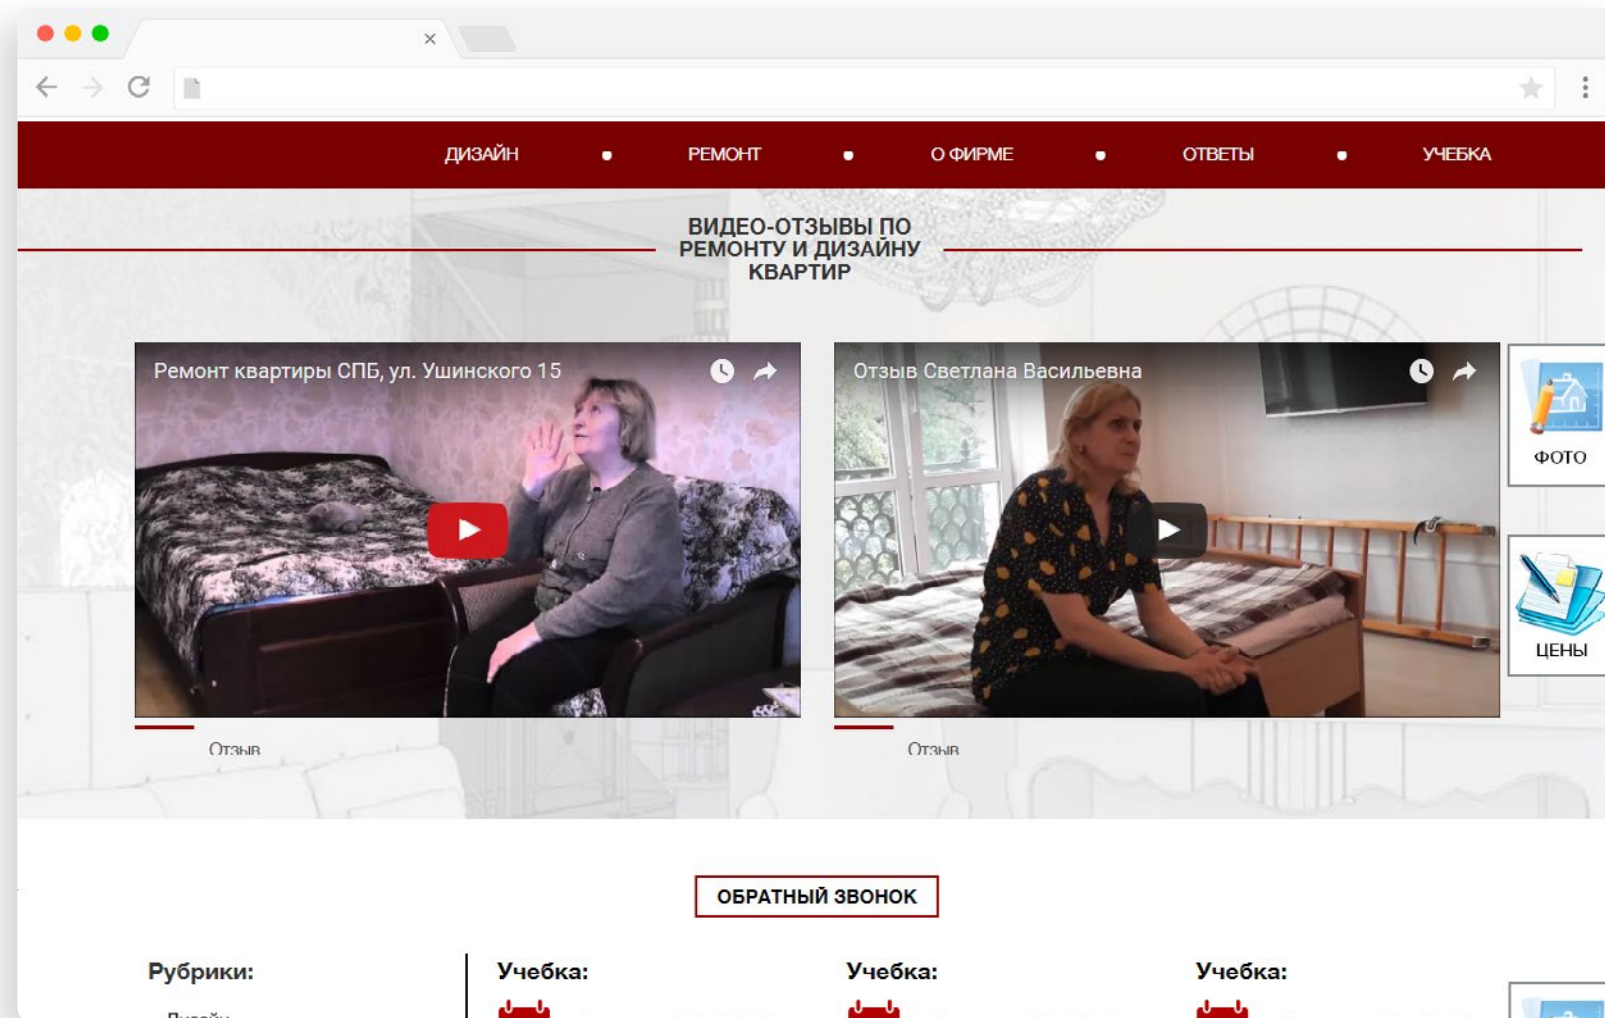 ДИЗАЙН РЕМОНТ О ФИРМЕ ОТВЕТЫ УЧЕБКА
ВИДЕО-ОТЗЫВЫ ПО
РЕМОНТУ И ДИЗАЙНУ
КВАРТИР
Ремонт квартиры СПБ, ул. Ушинского 15
Отзыв Светлана Васильевна
ФОТО
ЦЕНЫ
Отзыв
Отзыв
ОБРАТНЫЙ ЗВОНОК
Рубрики:
Учебка:
Учебка:
Учебка:
Дизайн